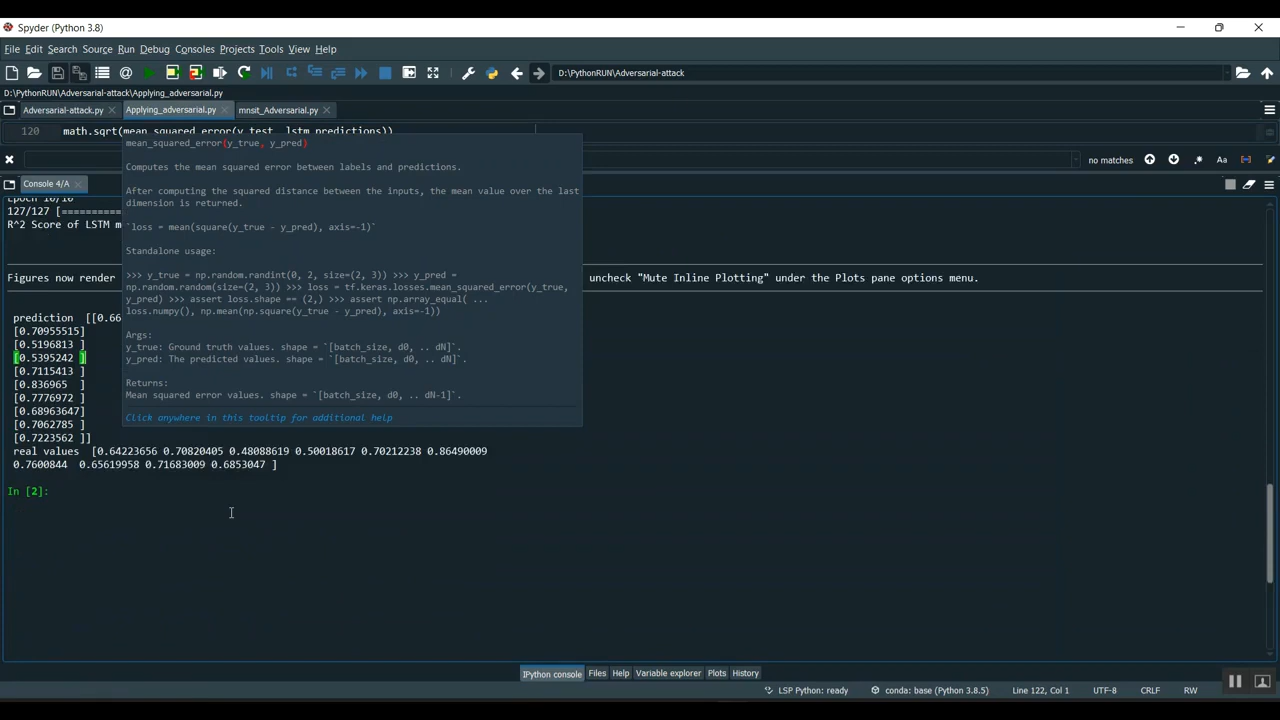 Spyder (Python 3.8)
File Edit Search Source Run Debug Consoles Projects Tools View Help
D:\PythonRUN\Adversarial-attack
D:\PythonRUN\Adversarial-attack\Applying_adversarial.py
Adversarial-attack.py Applying_adversarial.py mnsit_Adversarial.py
120 math.sqrt(mean_squared_error(y_test, lstm_predictions))
mean_squared_error(y_true, y_pred)
no matches Aa
Computes the mean squared error between labels and predictions.
Console 4/A
After computing the squared distance between the inputs, the mean value over the last
dimension is returned.
Epoch 10/10
127/127 [==========
R^2 Score of LSTM m
`loss = mean(square(y_true - y_pred), axis=-1)`
Standalone usage:
Figures now render uncheck "Mute Inline Plotting" under the Plots pane options menu.
>>> y_true = np.random.randint(0, 2, size=(2, 3)) >>> y_pred =
np.random.random(size=(2, 3)) >>> loss = tf.keras.losses.mean_squared_error(y_true,
y_pred) >>> assert loss.shape == (2,) >>> assert np.array_equal( ...
loss.numpy(), np.mean(np.square(y_true - y_pred), axis=-1))
Args:
y_true: Ground truth values. shape = `[batch_size, d0, .. dN]`.
y_pred: The predicted values. shape = `[batch_size, d0, .. dN]`.
Returns:
Mean squared error values. shape = `[batch_size, d0, .. dN-1]`.
Click anywhere in this tooltip for additional help
prediction [[0.66
[0.70955515]
[0.5196813 ]
[0.5395242 ]
[0.7115413 ]
[0.836965 ]
[0.7776972 ]
[0.68963647]
[0.7062785 ]
[0.7223562 ]]
real values [0.64223656 0.70820405 0.48088619 0.50018617 0.70212238 0.86490009
0.7600844 0.65619958 0.71683009 0.6853047 ]
In [2]:
IPython console Files Help Variable explorer Plots History
LSP Python: ready conda: base (Python 3.8.5) Line 122, Col 1 UTF-8 CRLF RW